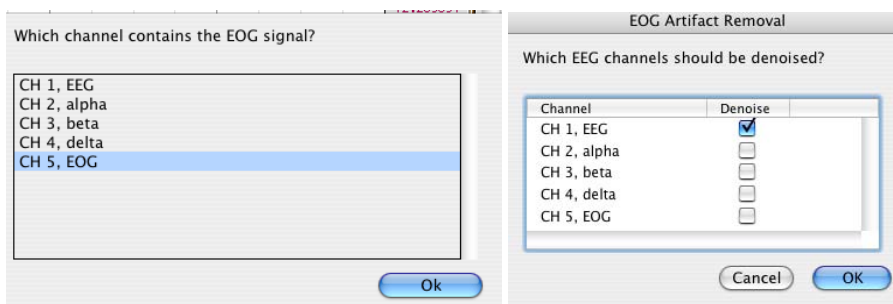 Which channel contains the EOG signal?
CH 1, EEG
CH 2, alpha
CH 3, beta
CH 4, delta
CH 5, EOG
Ok
EOG Artifact Removal
Which EEG channels should be denoised?
Channel Denoise
CH 1, EEG
CH 2, alpha
CH 3, beta
CH 4, delta
CH 5, EOG
Cancel OK